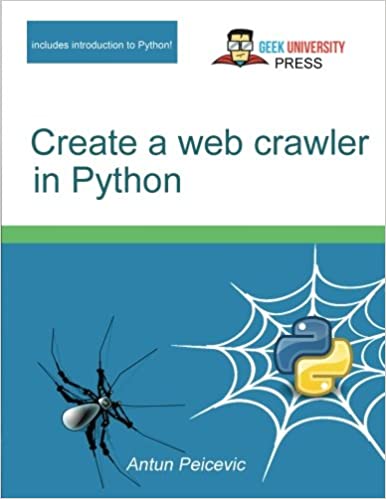 includes introduction to Python!
GEEK UNIVERSITY
PRESS
Create a web crawler
in Python
Antun Peicevic